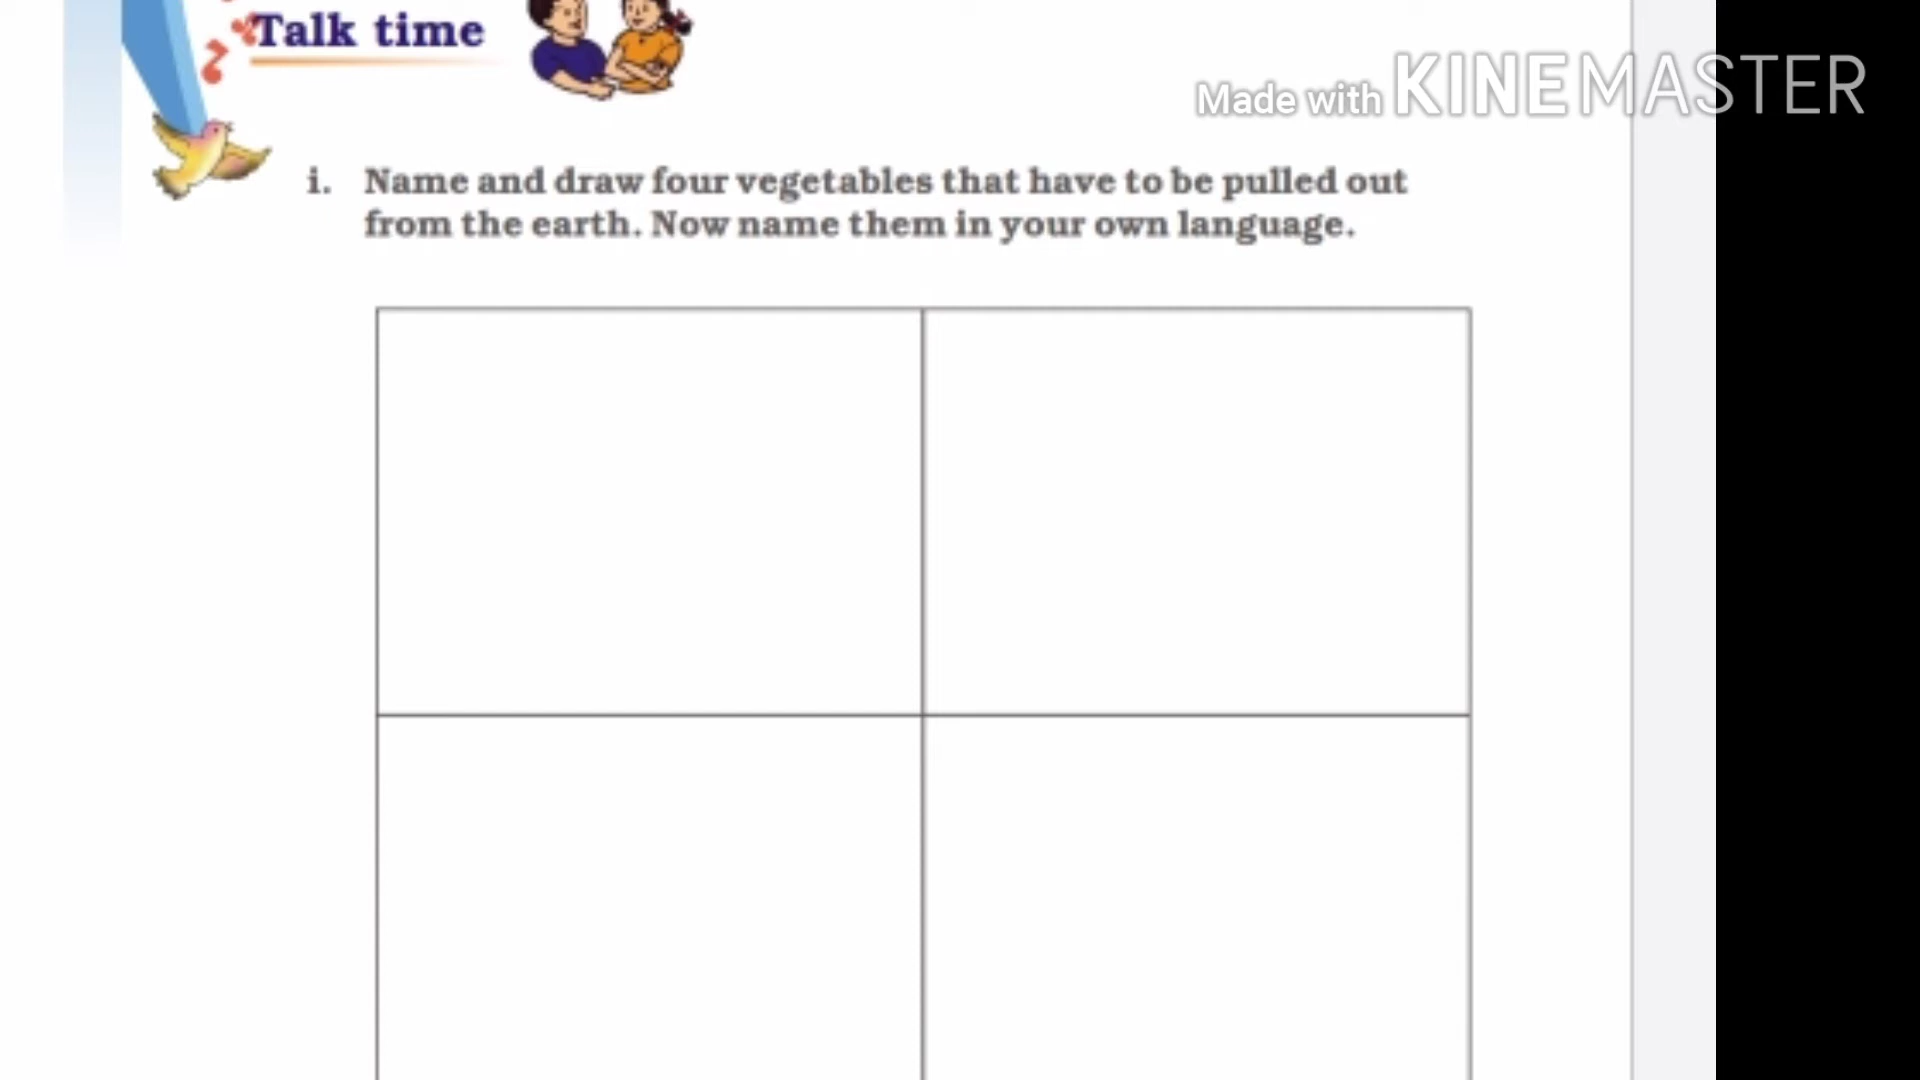 Talk time
Made with KINEMASTER
i. Name and draw four vegetables that have to be pulled out
from the earth. Now name them in your own language.